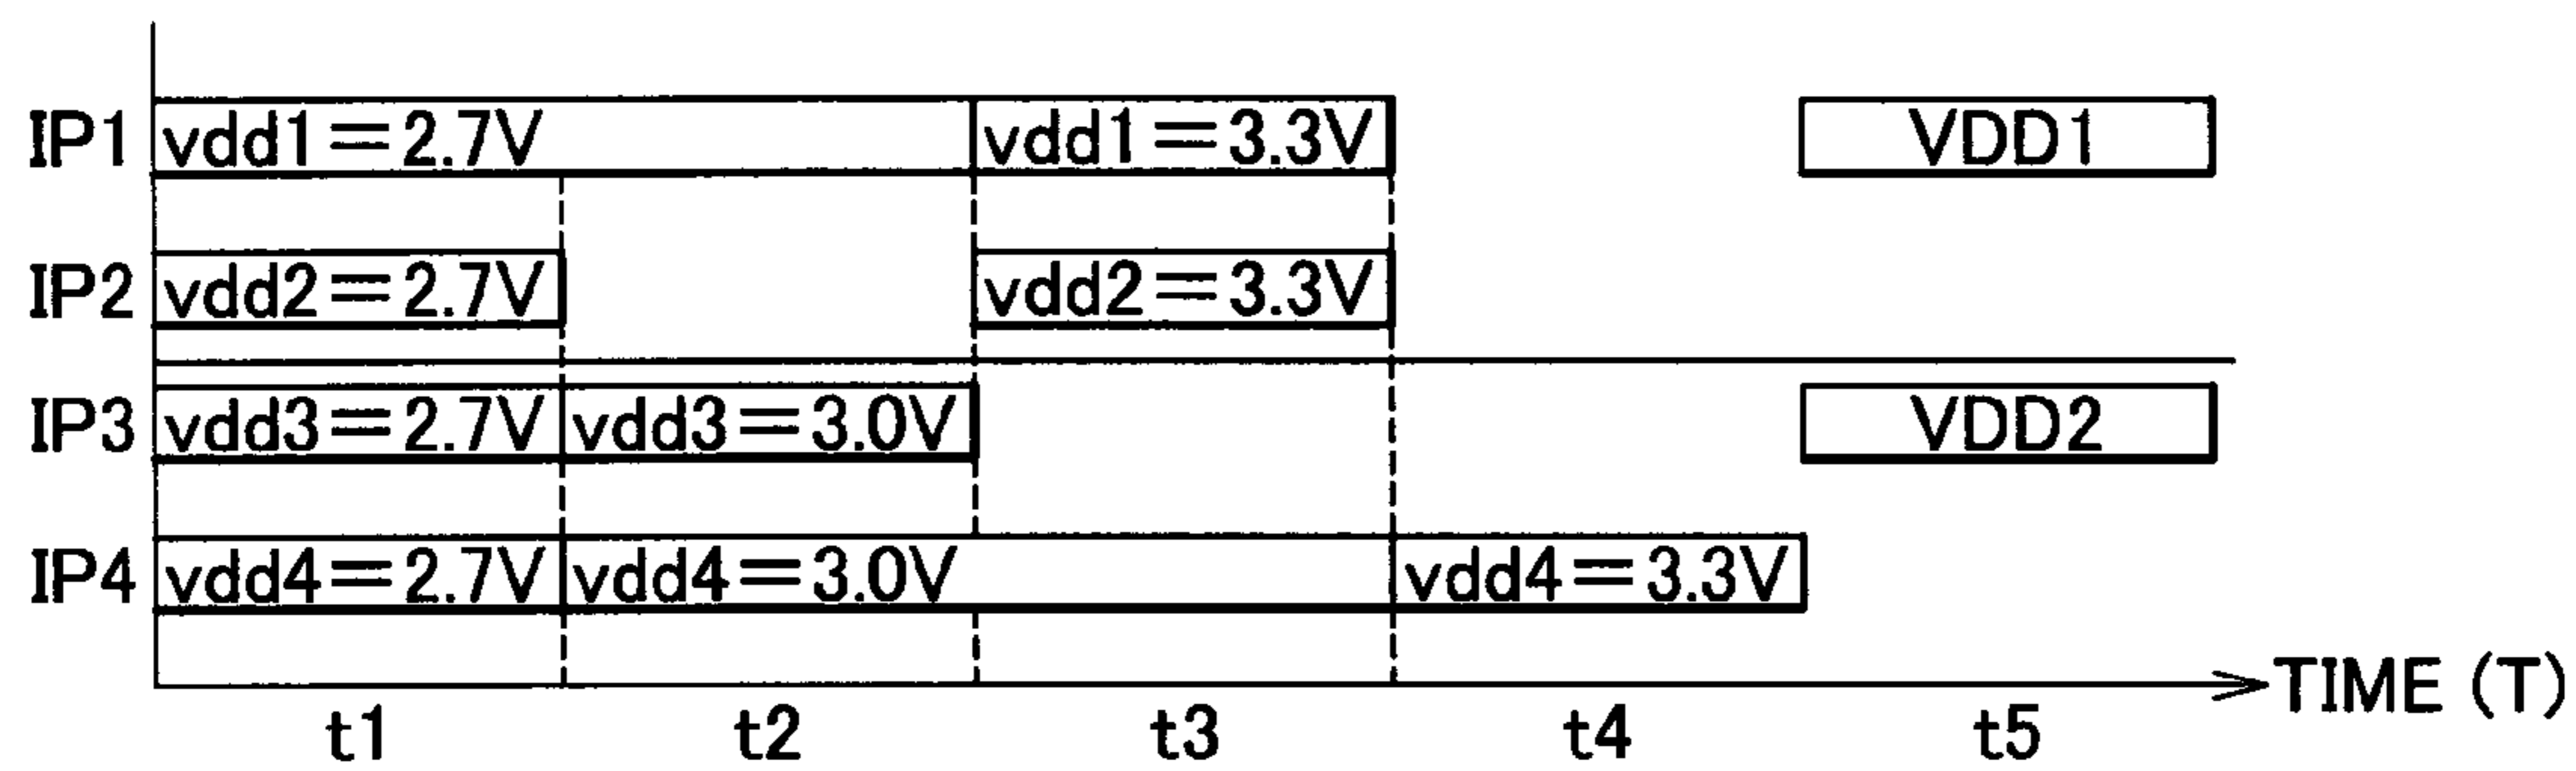 IP1 vdd1=2.7V vdd1=3.3V VDD1
IP2 vdd2=2.7V vdd2=3.3V
IP3 vdd3=2.7V vdd3=3.0V VDD2
IP4 vdd4=2.7V vdd4=3.0V vdd4=3.3V
TIME (T)
t1 t2 t3 t4 t5